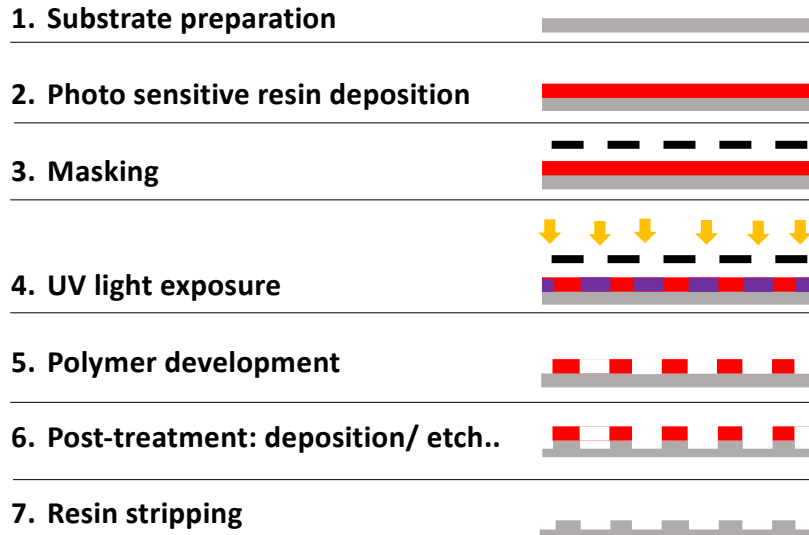 1. Substrate preparation
2. Photo sensitive resin deposition
3. Masking
4. UV light exposure
5. Polymer development
6. Post-treatment: deposition/ etch..
7. Resin stripping